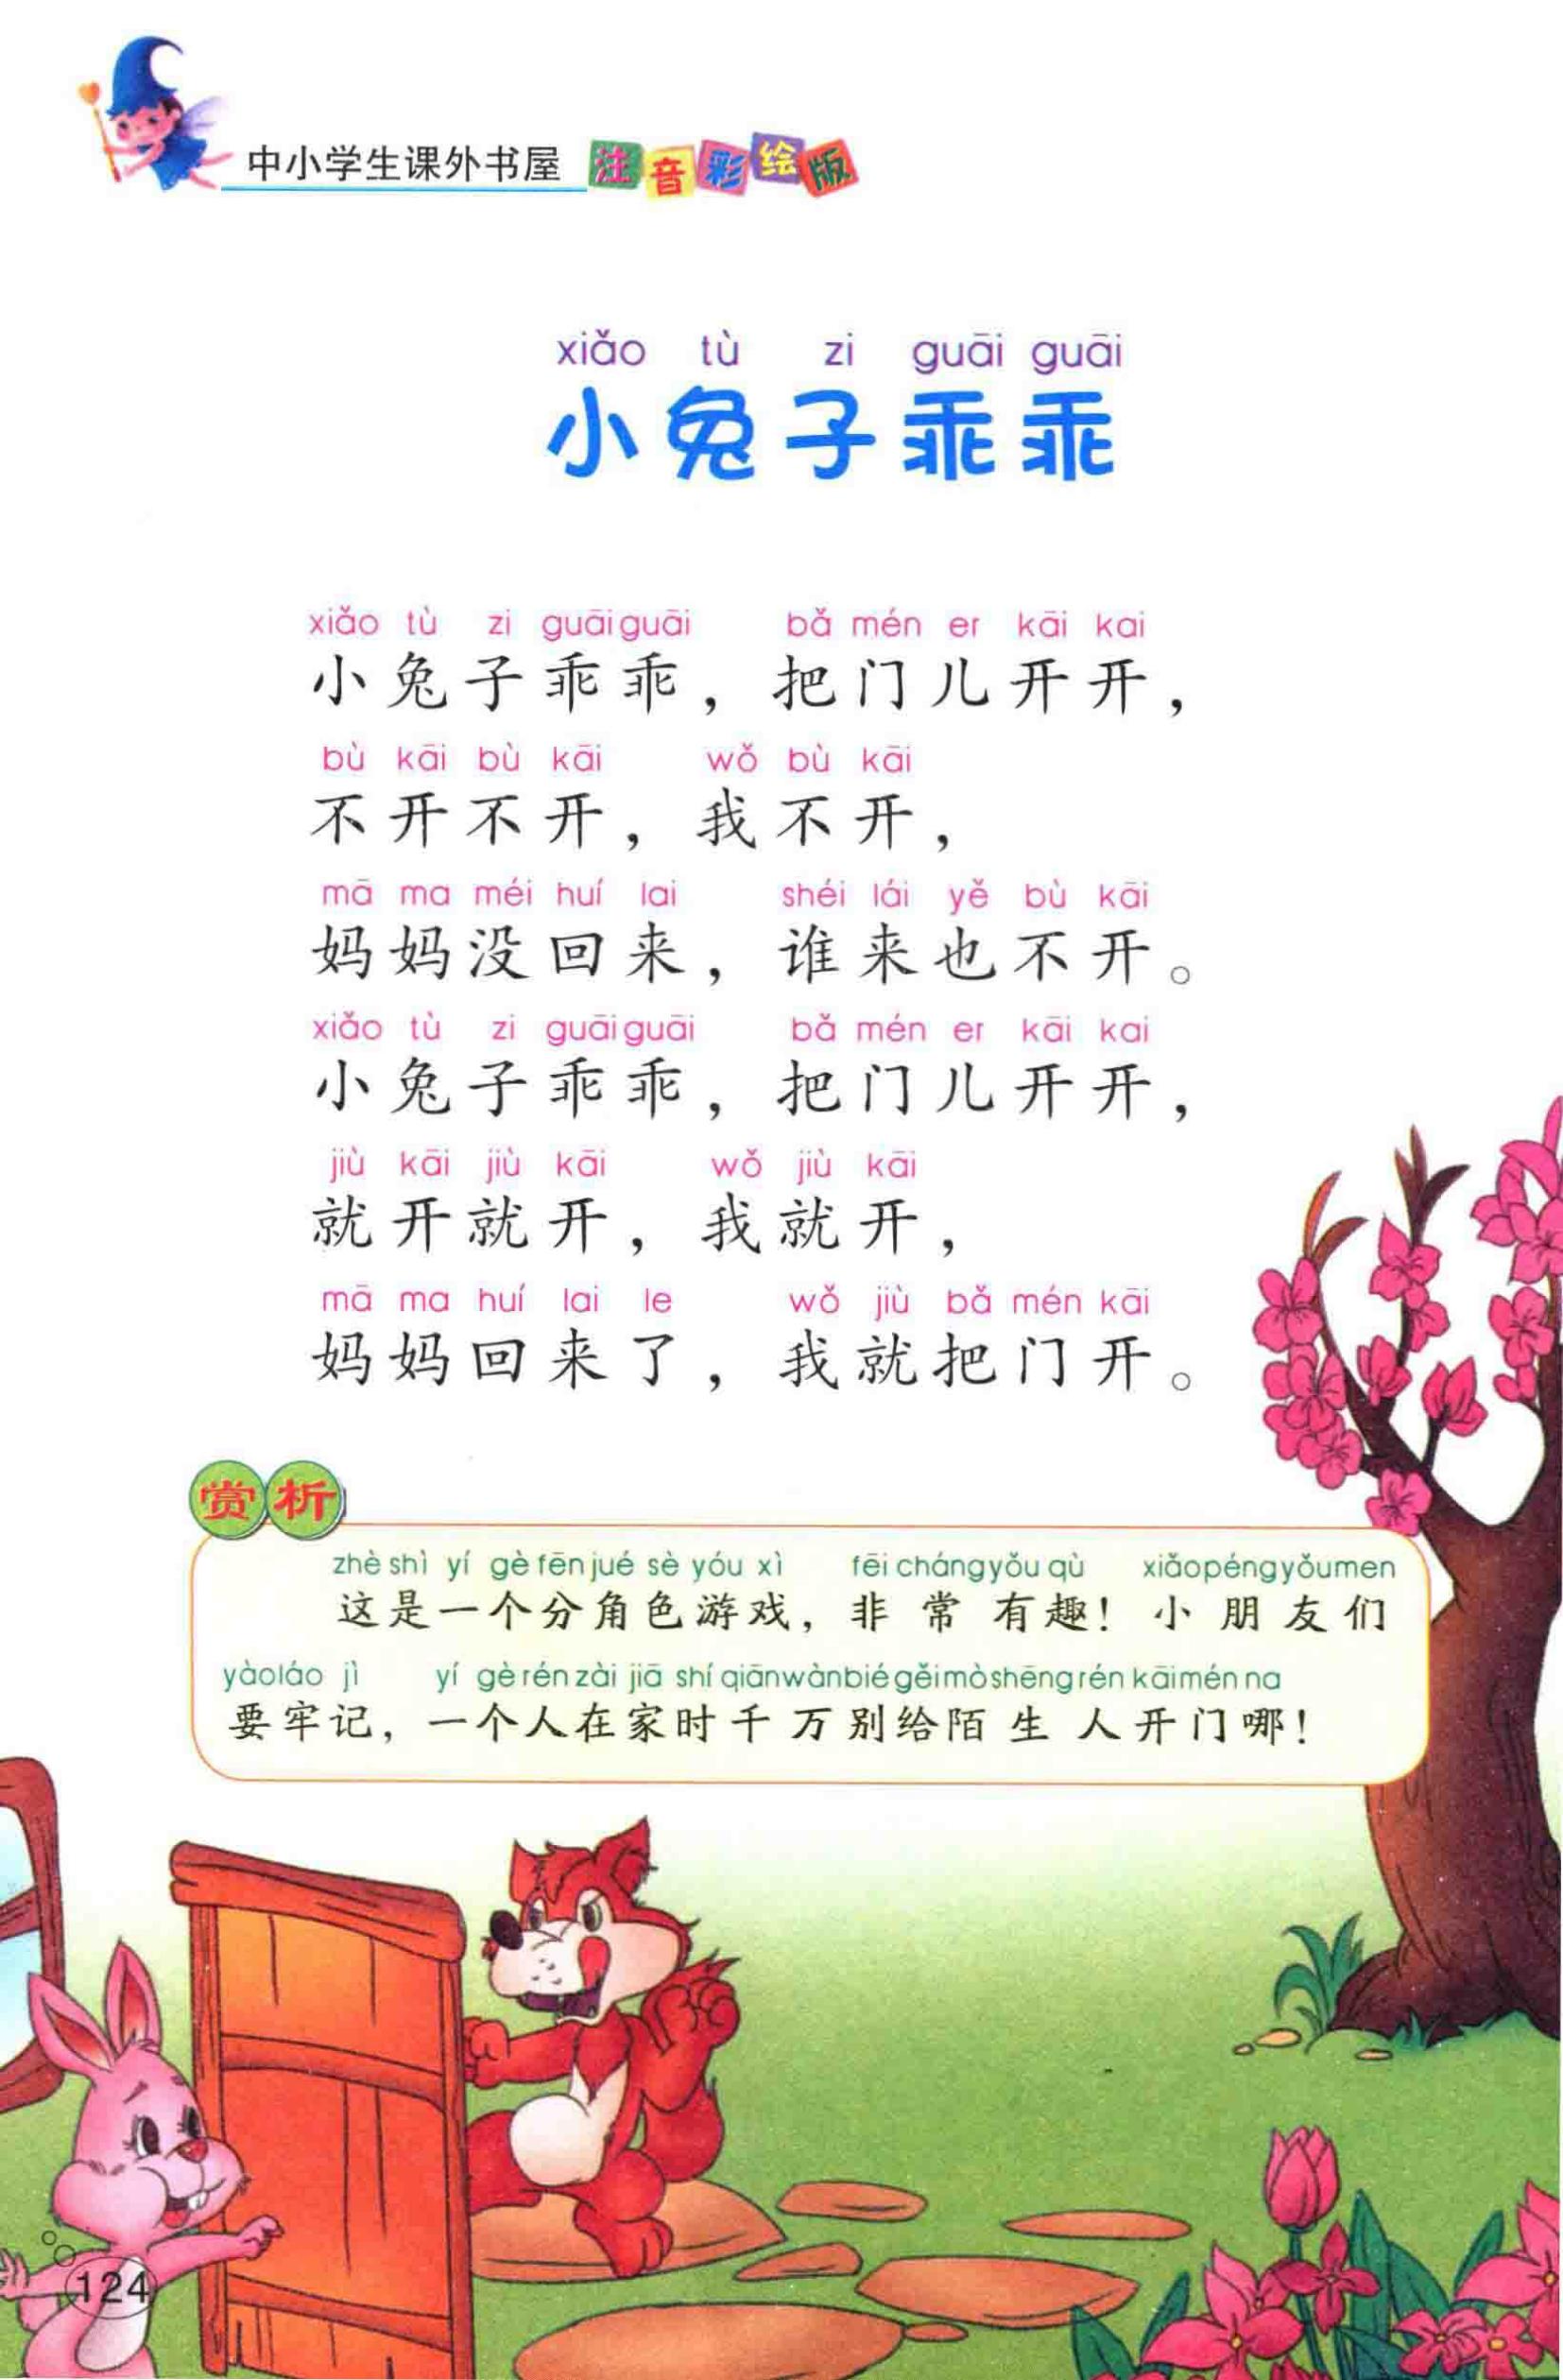 中小学生课外书屋 注音彩绘版
xiǎo tù zi guāi guāi
小兔子乖乖
xiǎo tù zi guāi guāi bǎ mén er kāi kai
小兔子乖乖，把门儿开开，
bù kāi bù kāi wǒ bù kāi
不开不开，我不开，
mā ma méi huí lai shéi lái yě bù kāi
妈妈没回来，谁来也不开。
xiǎo tù zi guāi guāi bǎ mén er kāi kai
小兔子乖乖，把门儿开开，
jiù kāi jiù kāi wǒ jiù kāi
就开就开，我就开，
mā ma huí lai le wǒ jiù bǎ mén kāi
妈妈回来了，我就把门开。
赏析
zhè shì yí gè fēn jué sè yóu xì fēi cháng yǒu qù xiǎo péng yǒu men
这是一个分角色游戏，非常有趣！小朋友们
yào láo jì yí gè rén zài jiā shí qiān wàn bié gěi mò shēng rén kāi mén na
要牢记，一个人在家时千万别给陌生人开门哪！
124